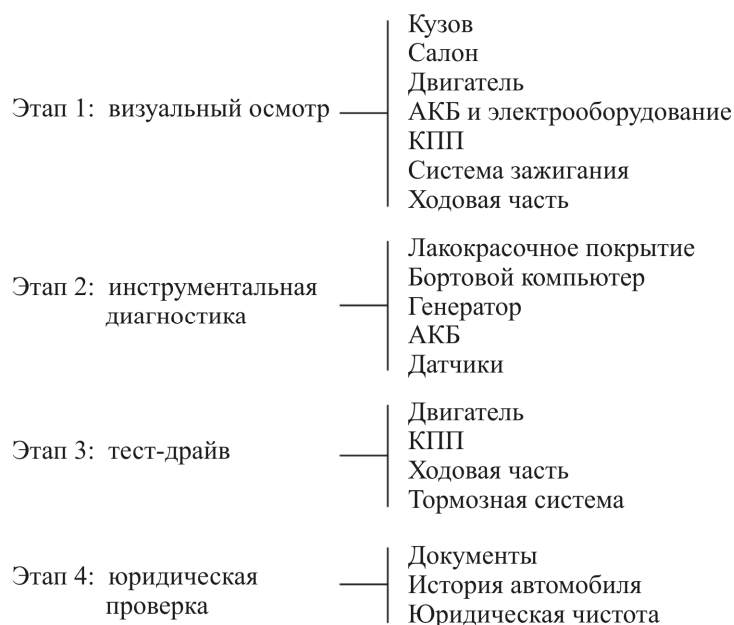 Этап 1: визуальный осмотр
Кузов
Салон
Двигатель
АКБ и электрооборудование
КПП
Система зажигания
Ходовая часть
Этап 2: инструментальная
диагностика
Лакокрасочное покрытие
Бортовой компьютер
Генератор
АКБ
Датчики
Этап 3: тест-драйв
Двигатель
КПП
Ходовая часть
Тормозная система
Этап 4: юридическая
проверка
Документы
История автомобиля
Юридическая чистота